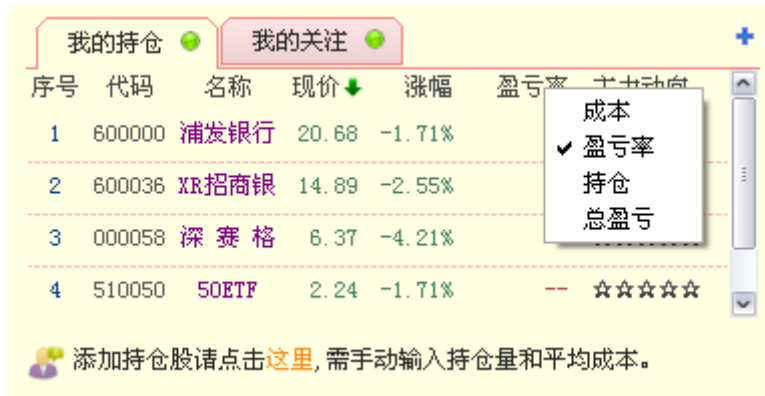 我的持仓 我的关注
序号 代码 名称 现价 涨幅 盈亏率 主力动向
成本
盈亏率
持仓
总盈亏
1 600000 浦发银行 20.68 -1.71%
2 600036 XR招商银 14.89 -2.55%
3 000058 深赛格 6.37 -4.21%
4 510050 50ETF 2.24 -1.71% -- ☆☆☆☆☆
添加持仓股请点击这里,需手动输入持仓量和平均成本。